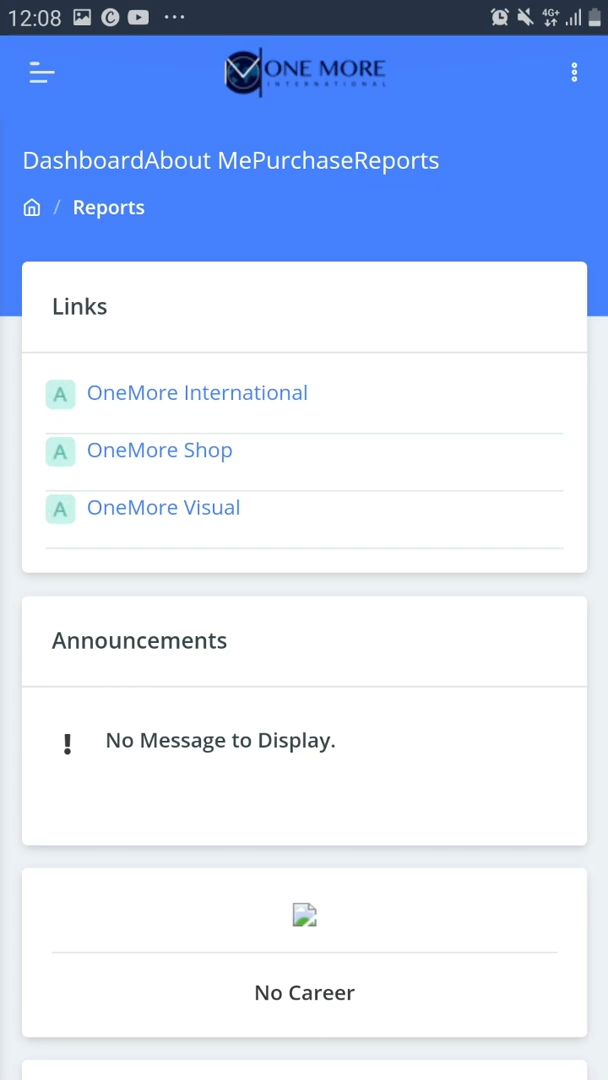 12:08
4G+
ONE MORE
INTERNATIONAL
DashboardAbout MePurchaseReports
/ Reports
Links
A OneMore International
A OneMore Shop
A OneMore Visual
Announcements
! No Message to Display.
No Career